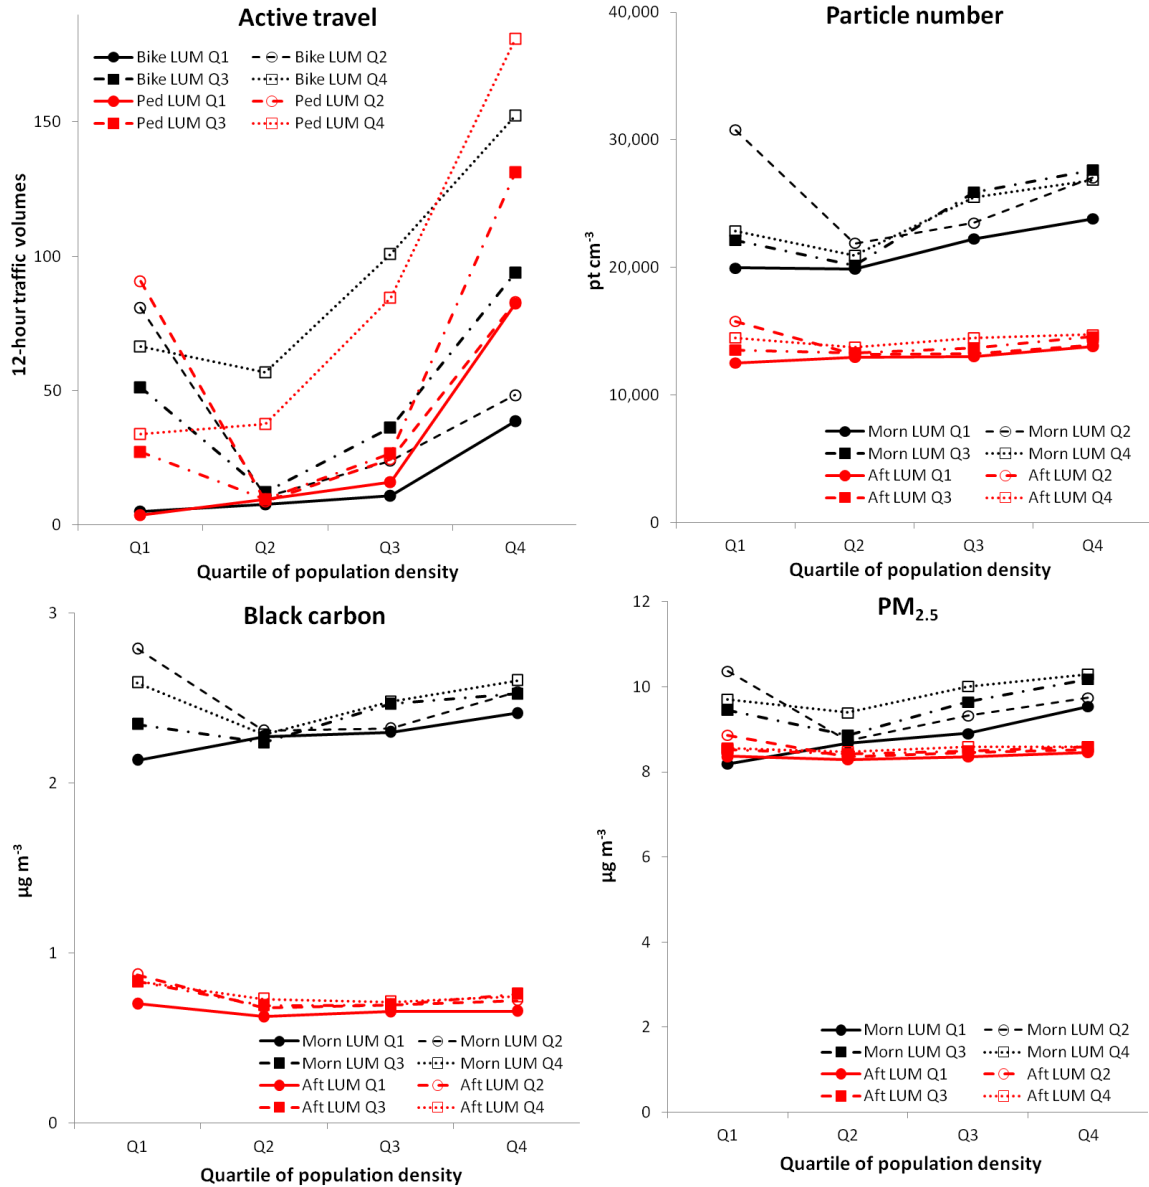 Active travel
Bike LUM Q1
Bike LUM Q2
Bike LUM Q3
Bike LUM Q4
Ped LUM Q1
Ped LUM Q2
Ped LUM Q3
Ped LUM Q4
12-hour traffic volumes
150
100
50
0
Q1 Q2 Q3 Q4
Quartile of population density
Particle number
pt cm-3
40,000
30,000
20,000
10,000
0
Morn LUM Q1
Morn LUM Q2
Morn LUM Q3
Morn LUM Q4
Aft LUM Q1
Aft LUM Q2
Aft LUM Q3
Aft LUM Q4
Q1 Q2 Q3 Q4
Quartile of population density
Black carbon
µg m-3
3
2
1
0
Morn LUM Q1
Morn LUM Q2
Morn LUM Q3
Morn LUM Q4
Aft LUM Q1
Aft LUM Q2
Aft LUM Q3
Aft LUM Q4
Q1 Q2 Q3 Q4
Quartile of population density
PM2.5
µg m-3
12
10
8
6
4
2
0
Morn LUM Q1
Morn LUM Q2
Morn LUM Q3
Morn LUM Q4
Aft LUM Q1
Aft LUM Q2
Aft LUM Q3
Aft LUM Q4
Q1 Q2 Q3 Q4
Quartile of population density